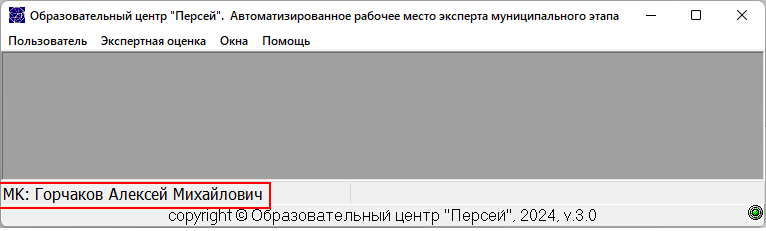 Образовательный центр "Персей". Автоматизированное рабочее место эксперта муниципального этапа
Пользователь Экспертная оценка Окна Помощь
МК: Горчаков Алексей Михайлович
copyright © Образовательный центр "Персей", 2024, v.3.0